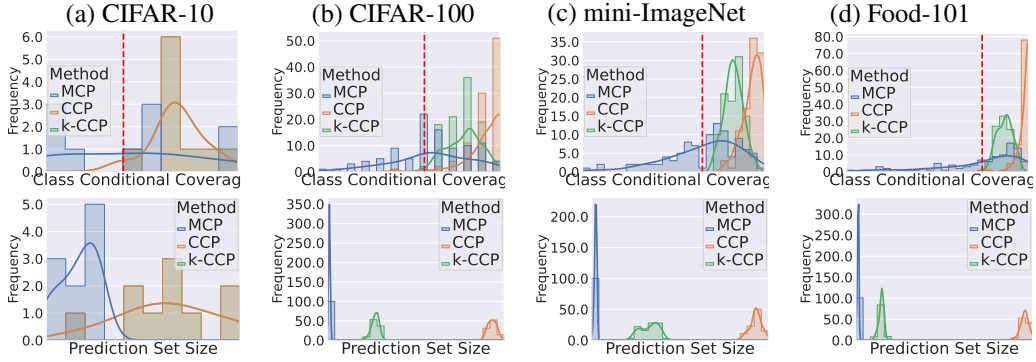 (a) CIFAR-10
(b) CIFAR-100
(c) mini-ImageNet
(d) Food-101
Frequency
6.0
5.0
4.0
3.0
2.0
1.0
0.0
Method
MCP
CCP
k-CCP
Class Conditional Coverag
Frequency
50.0
40.0
30.0
20.0
10.0
0.0
Method
MCP
CCP
k-CCP
Class Conditional Coverag
Frequency
35.0
30.0
25.0
20.0
15.0
10.0
5.0
0.0
Method
MCP
CCP
k-CCP
Class Conditional Coverag
Frequency
80.0
70.0
60.0
50.0
40.0
30.0
20.0
10.0
0.0
Method
MCP
CCP
k-CCP
Class Conditional Coverag
Frequency
5.0
4.0
3.0
2.0
1.0
0.0
Method
MCP
CCP
k-CCP
Prediction Set Size
Frequency
350.0
300.0
250.0
200.0
150.0
100.0
50.0
0.0
Method
MCP
CCP
k-CCP
Prediction Set Size
Frequency
200.0
150.0
100.0
50.0
0.0
Method
MCP
CCP
k-CCP
Prediction Set Size
Frequency
300.0
250.0
200.0
150.0
100.0
50.0
0.0
Method
MCP
CCP
k-CCP
Prediction Set Size